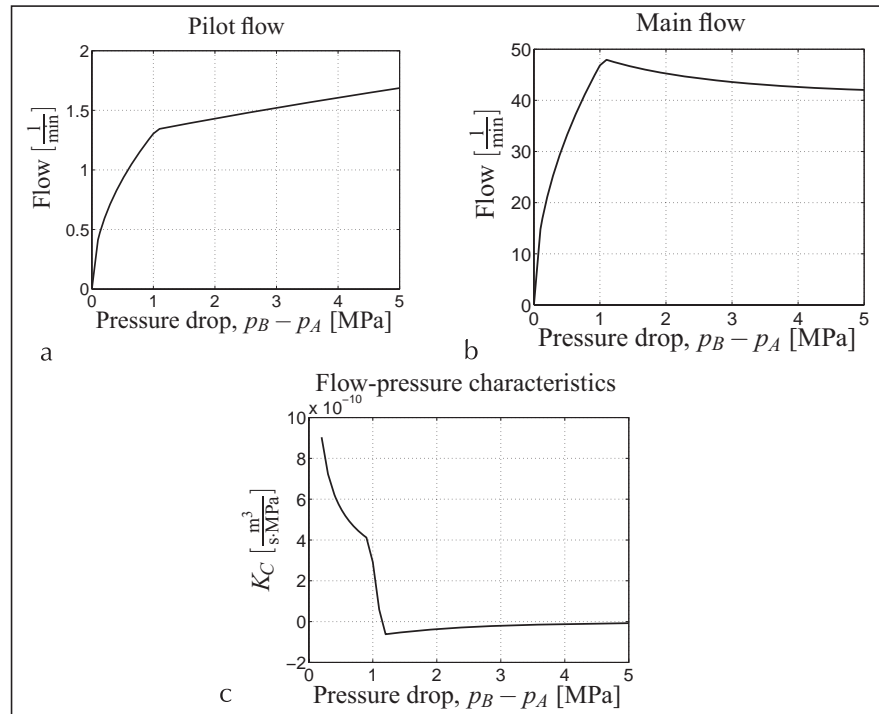 Pilot flow
2
1.5
1
0.5
0
0 1 2 3 4 5
Flow [l/min]
Pressure drop, p_B − p_A [MPa]
a
Main flow
50
40
30
20
10
0
0 1 2 3 4 5
Flow [l/min]
Pressure drop, p_B − p_A [MPa]
b
Flow-pressure characteristics
x 10⁻¹⁰
10
8
6
4
2
0
−2
0 1 2 3 4 5
K_C [m³/s·MPa]
Pressure drop, p_B − p_A [MPa]
c